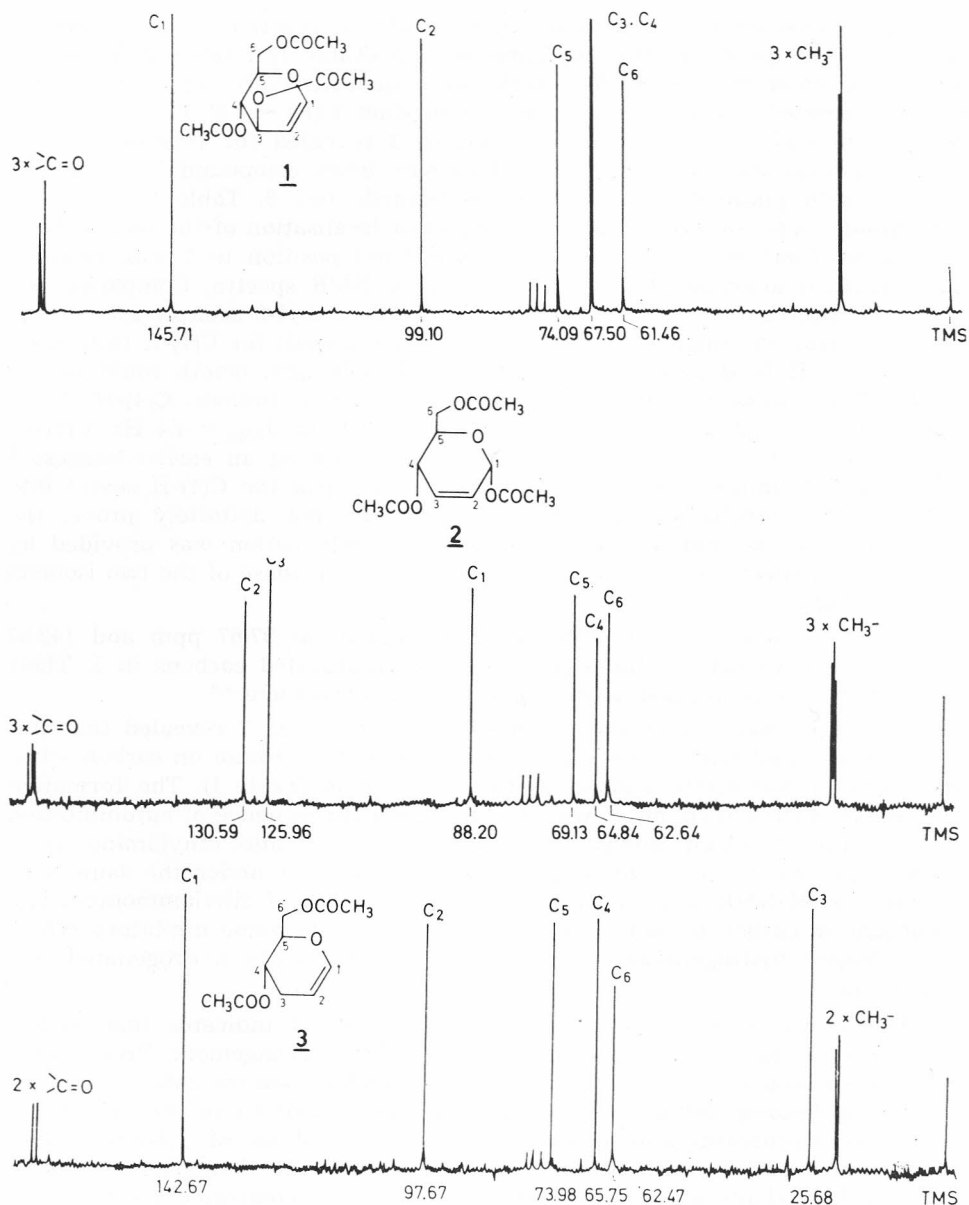 C1
C2
C3, C4
C5
C6
3 x CH3-
3 x >C=O
5
OCOCH3
5
O
4
O
COCH3
1
CH3COO
3
2
1
145.71
99.10
74.09 67.50
61.46
TMS
5
OCOCH3
5
O
4
1
CH3COO
3
2
OCOCH3
2
C2
C3
C1
C5
C4
C6
3 x CH3-
3 x >C=O
130.59
125.96
88.20
69.13 64.84
62.64
TMS
C1
C2
C5
C4
C6
C3
2 x CH3-
2 x >C=O
6
OCOCH3
5
O
4
1
CH3COO
3
2
3
142.67
97.67
73.98
65.75
62.47
25.68
TMS